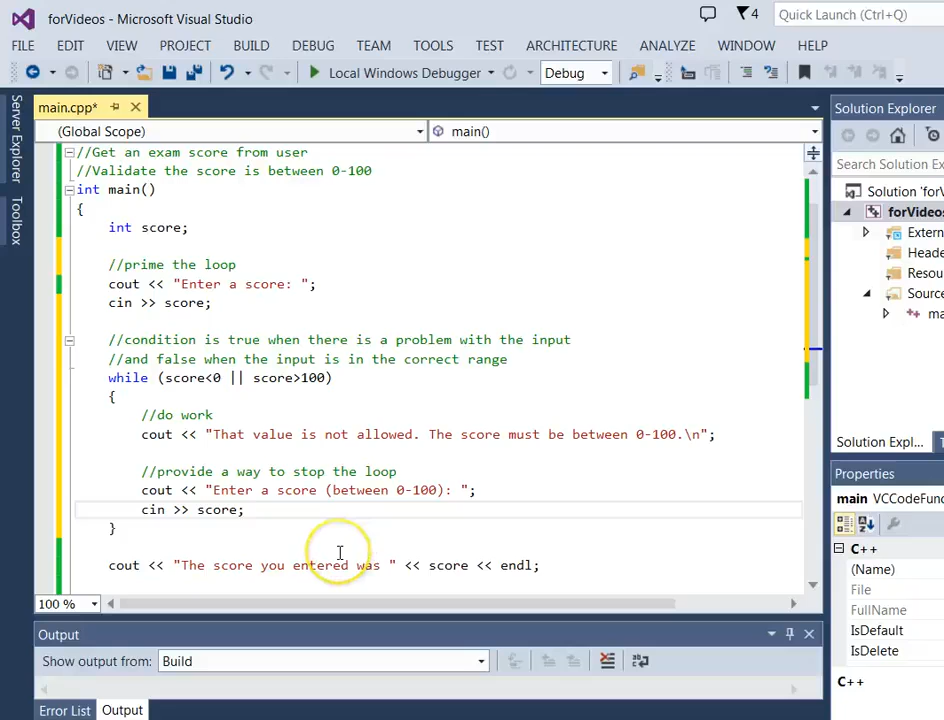 forVideos - Microsoft Visual Studio
4
Quick Launch (Ctrl+Q)
FILE EDIT VIEW PROJECT BUILD DEBUG TEAM TOOLS TEST ARCHITECTURE ANALYZE WINDOW HELP
Local Windows Debugger
Debug
Server Explorer
Toolbox
main.cpp*
(Global Scope)
main()
//Get an exam score from user
//Validate the score is between 0-100
int main()
{
int score;
//prime the loop
cout << "Enter a score: ";
cin >> score;
//condition is true when there is a problem with the input
//and false when the input is in the correct range
while (score<0 || score>100)
{
//do work
cout << "That value is not allowed. The score must be between 0-100.\n";
//provide a way to stop the loop
cout << "Enter a score (between 0-100): ";
cin >> score;
}
cout << "The score you entered was " << score << endl;
100 %
Output
Show output from: Build
Error List Output
Solution Explorer
Search Solution E
Solution 'forV
forVideos
Extern
Heade
Resou
Source
ma
Solution Expl...
Properties
main VCCodeFunc
C++
(Name)
File
FullName
IsDefault
IsDelete
C++